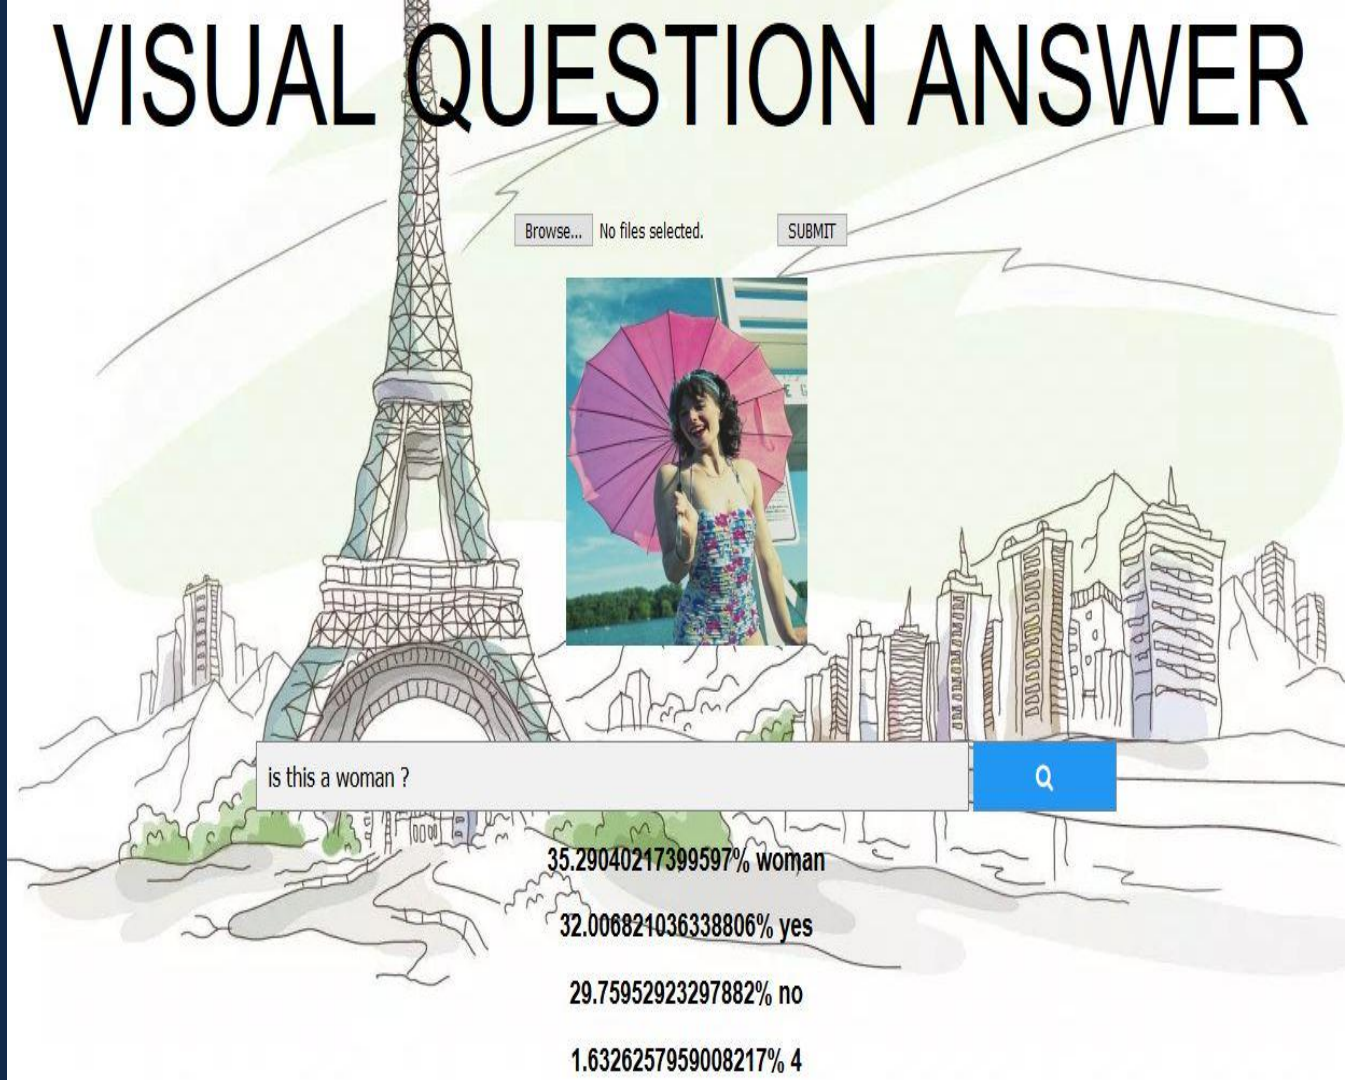 VISUAL QUESTION ANSWER
Browse... No files selected. SUBMIT
is this a woman ?
35.29040217399597% woman
32.006821036338806% yes
29.75952923297882% no
1.6326257959008217% 4